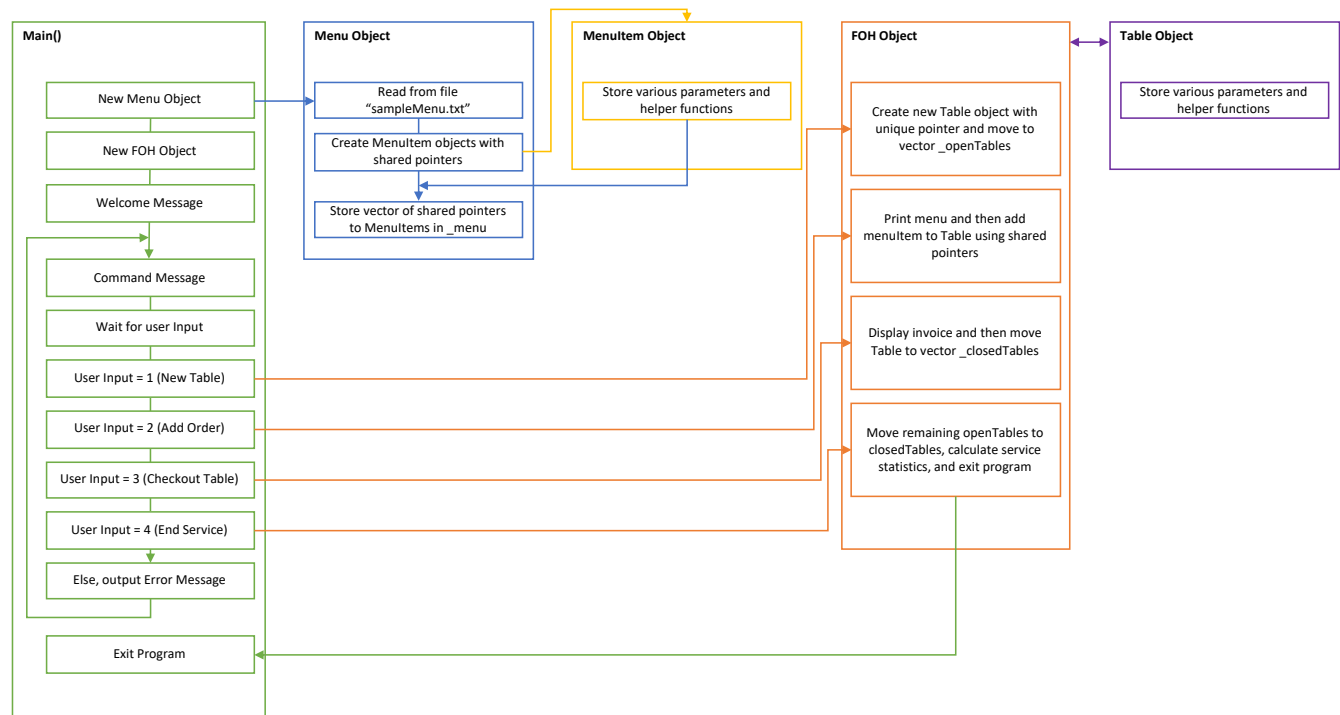 Main()
New Menu Object
New FOH Object
Welcome Message
Command Message
Wait for user Input
User Input = 1 (New Table)
User Input = 2 (Add Order)
User Input = 3 (Checkout Table)
User Input = 4 (End Service)
Else, output Error Message
Exit Program
Menu Object
Read from file
“sampleMenu.txt”
Create MenuItem objects with
shared pointers
Store vector of shared pointers
to MenuItems in _menu
MenuItem Object
Store various parameters and
helper functions
FOH Object
Create new Table object with
unique pointer and move to
vector _openTables
Print menu and then add
menuItem to Table using shared
pointers
Display invoice and then move
Table to vector _closedTables
Move remaining openTables to
closedTables, calculate service
statistics, and exit program
Table Object
Store various parameters and
helper functions